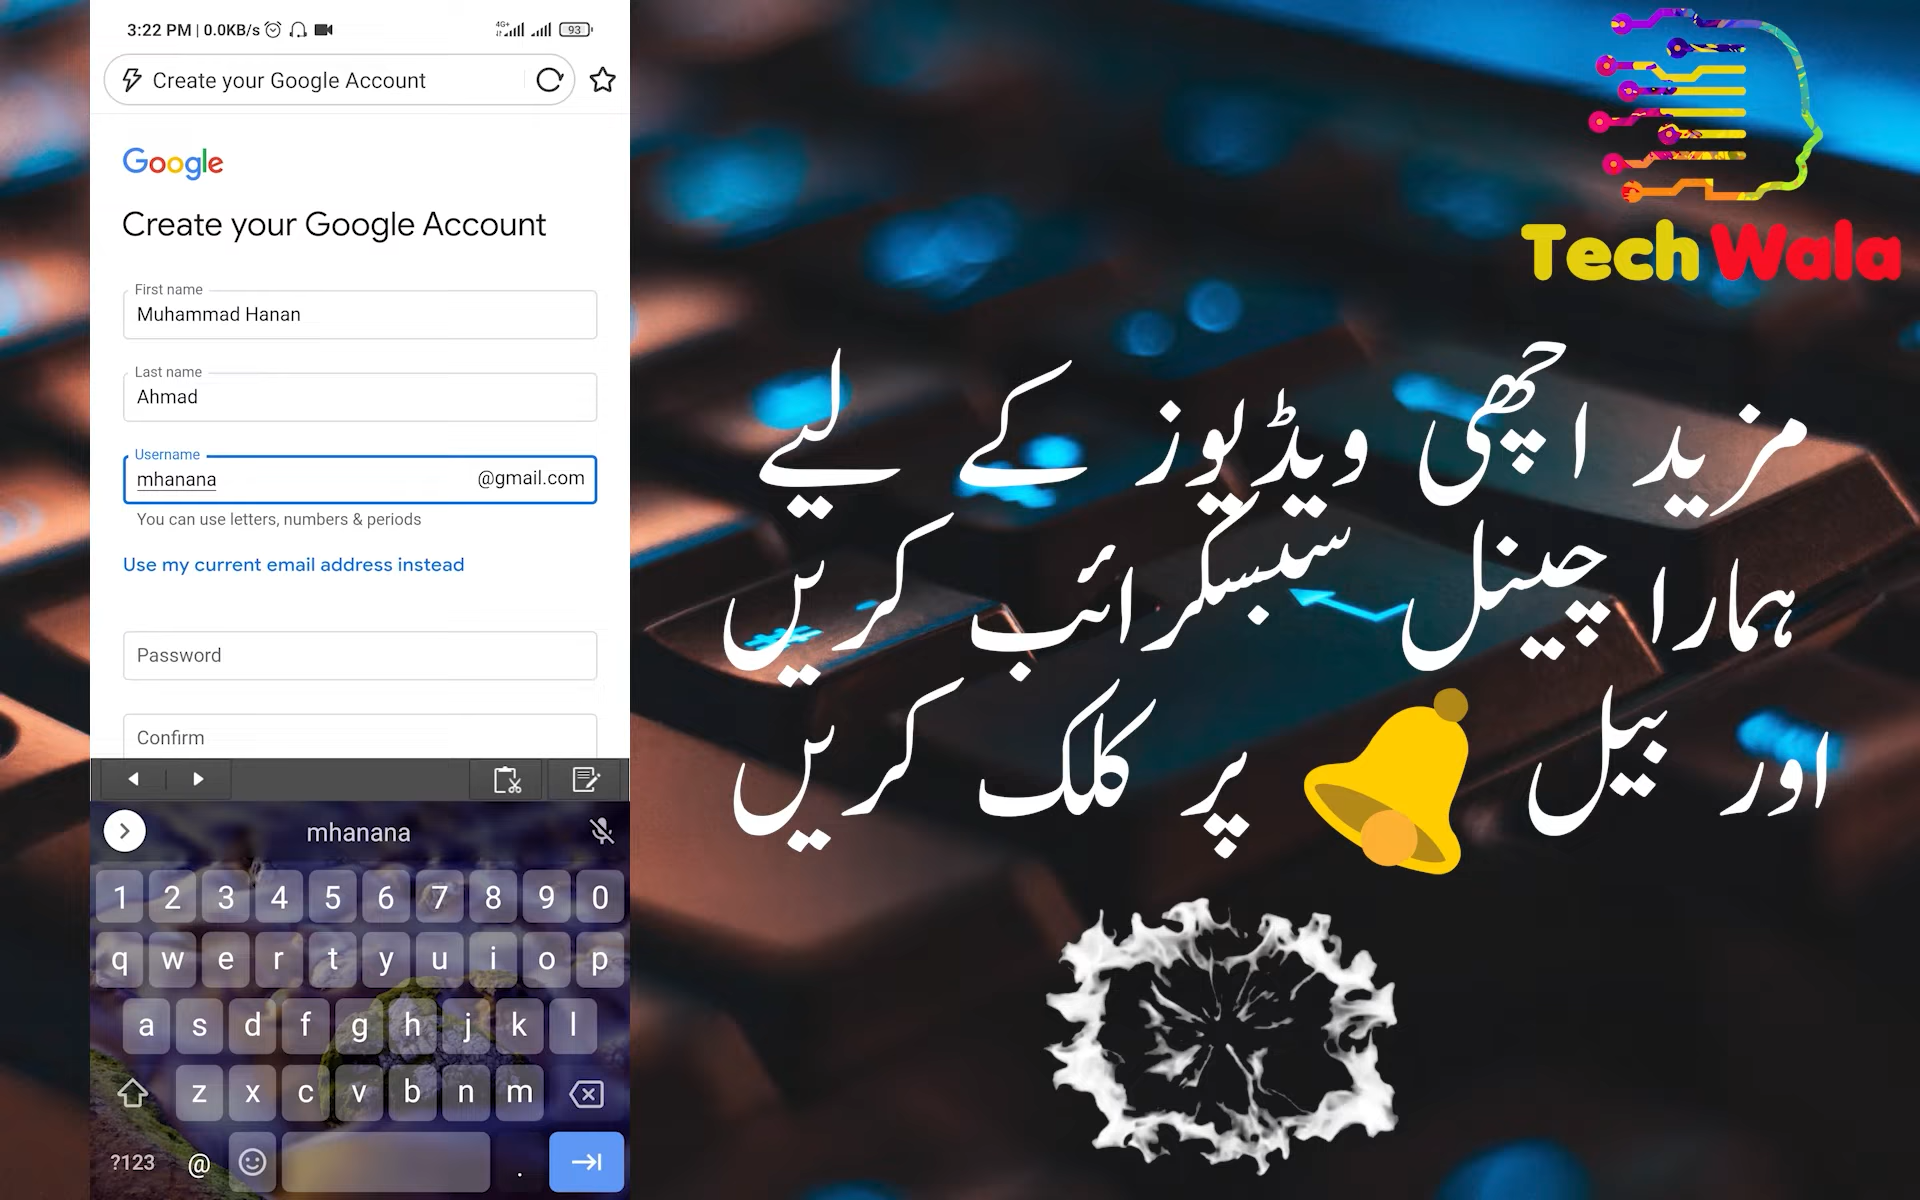 3:22 PM | 0.0KB/s
4G+
93
Create your Google Account
Google
Create your Google Account
First name
Muhammad Hanan
Last name
Ahmad
Username
mhanana @gmail.com
You can use letters, numbers & periods
Use my current email address instead
Password
Confirm
mhanana
1 2 3 4 5 6 7 8 9 0
q w e r t y u i o p
a s d f g h j k l
z x c v b n m
?123 @ .
Tech Wala
مزید اچھی ویڈیوز کے لیے
ہمارا چینل سبسکرائب کریں
اور بیل پر کلک کریں